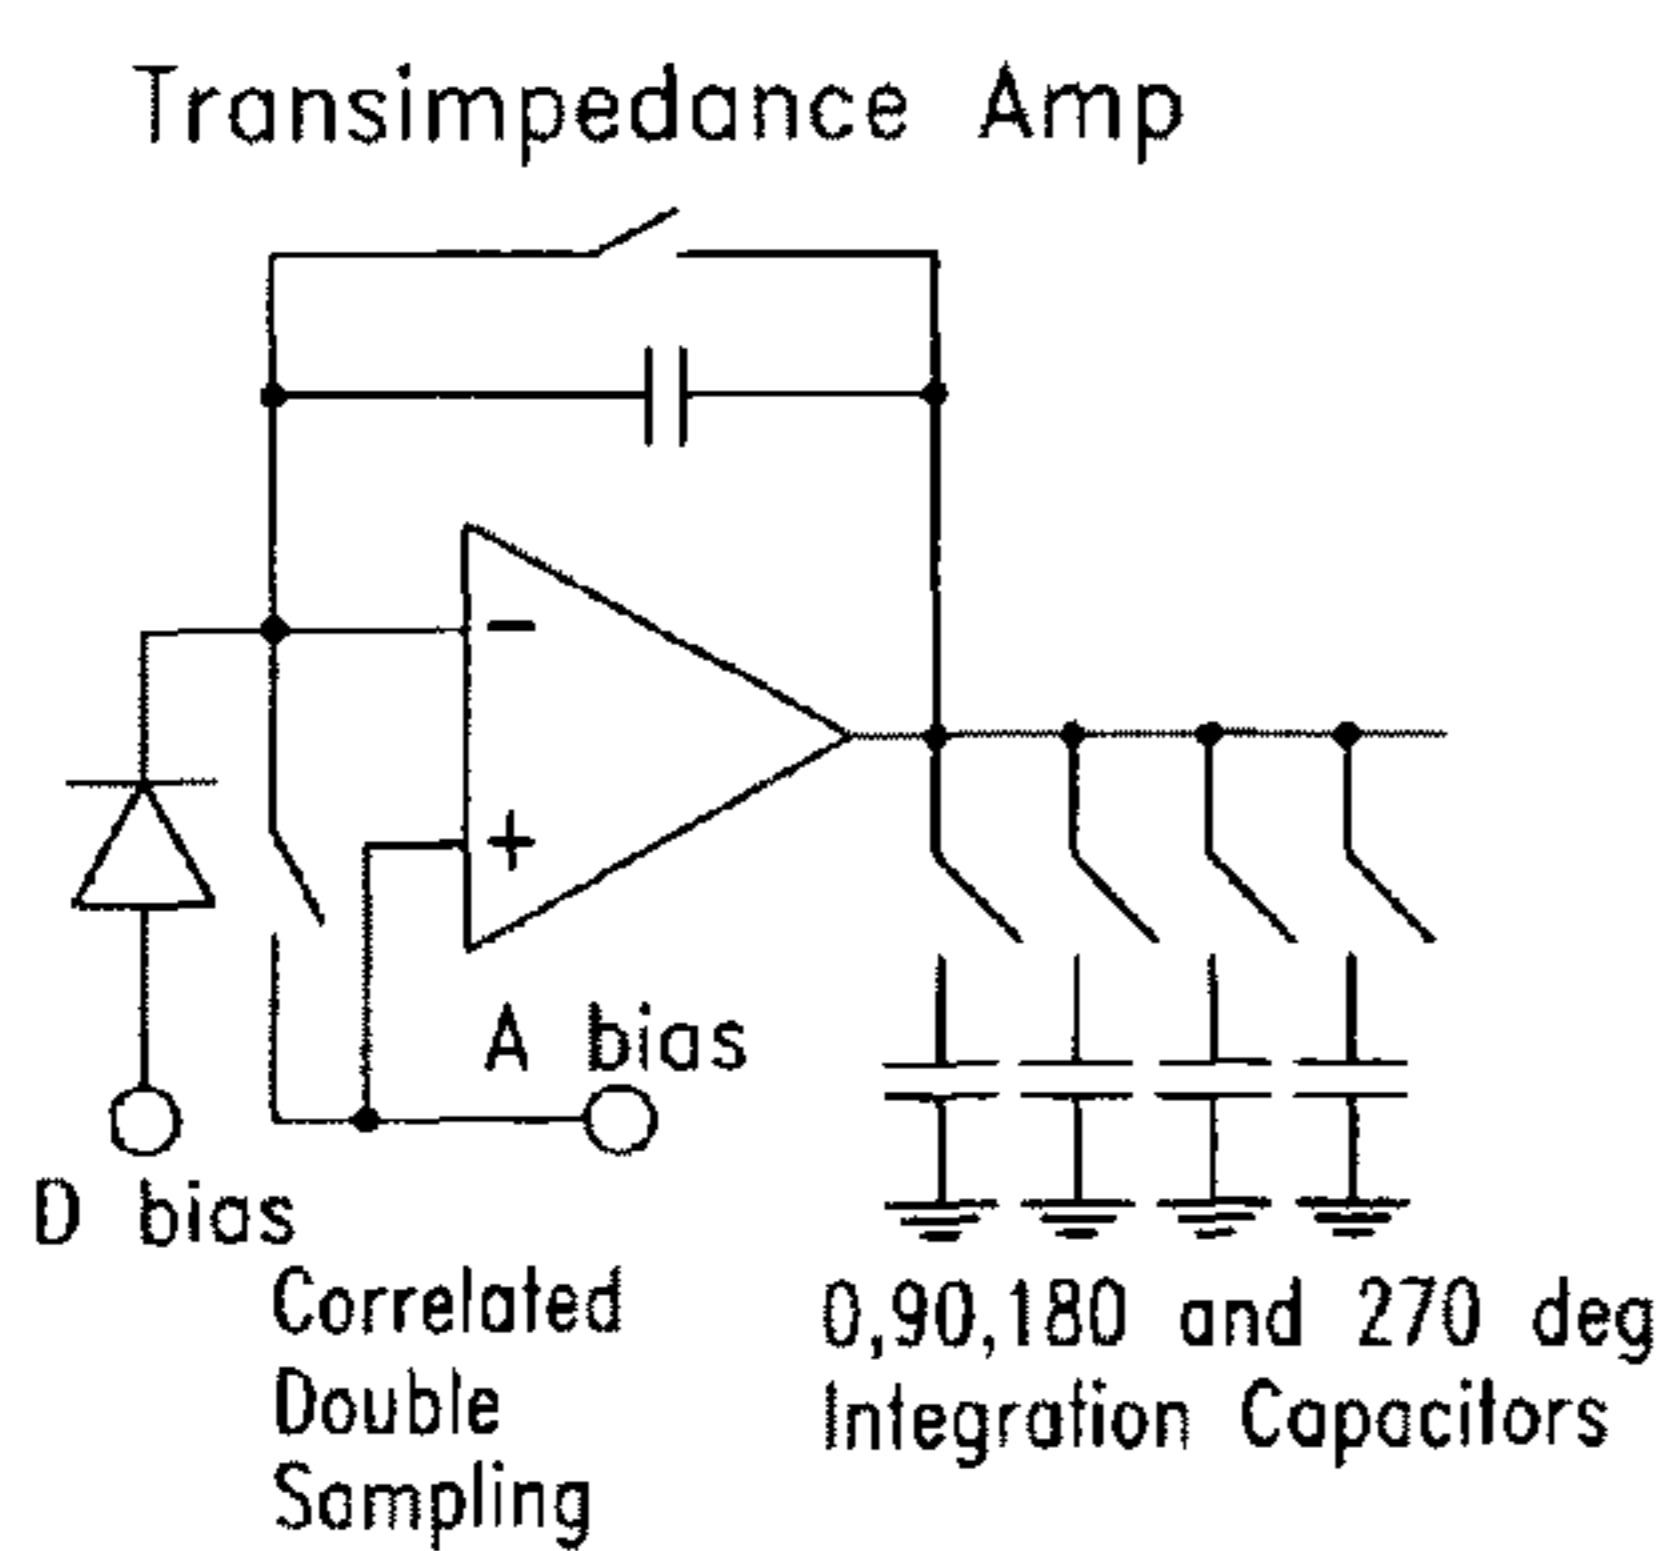 Transimpedance Amp
−
+
A bias
D bias
Correlated
Double
Sampling
0,90,180 and 270 deg
Integration Capacitors